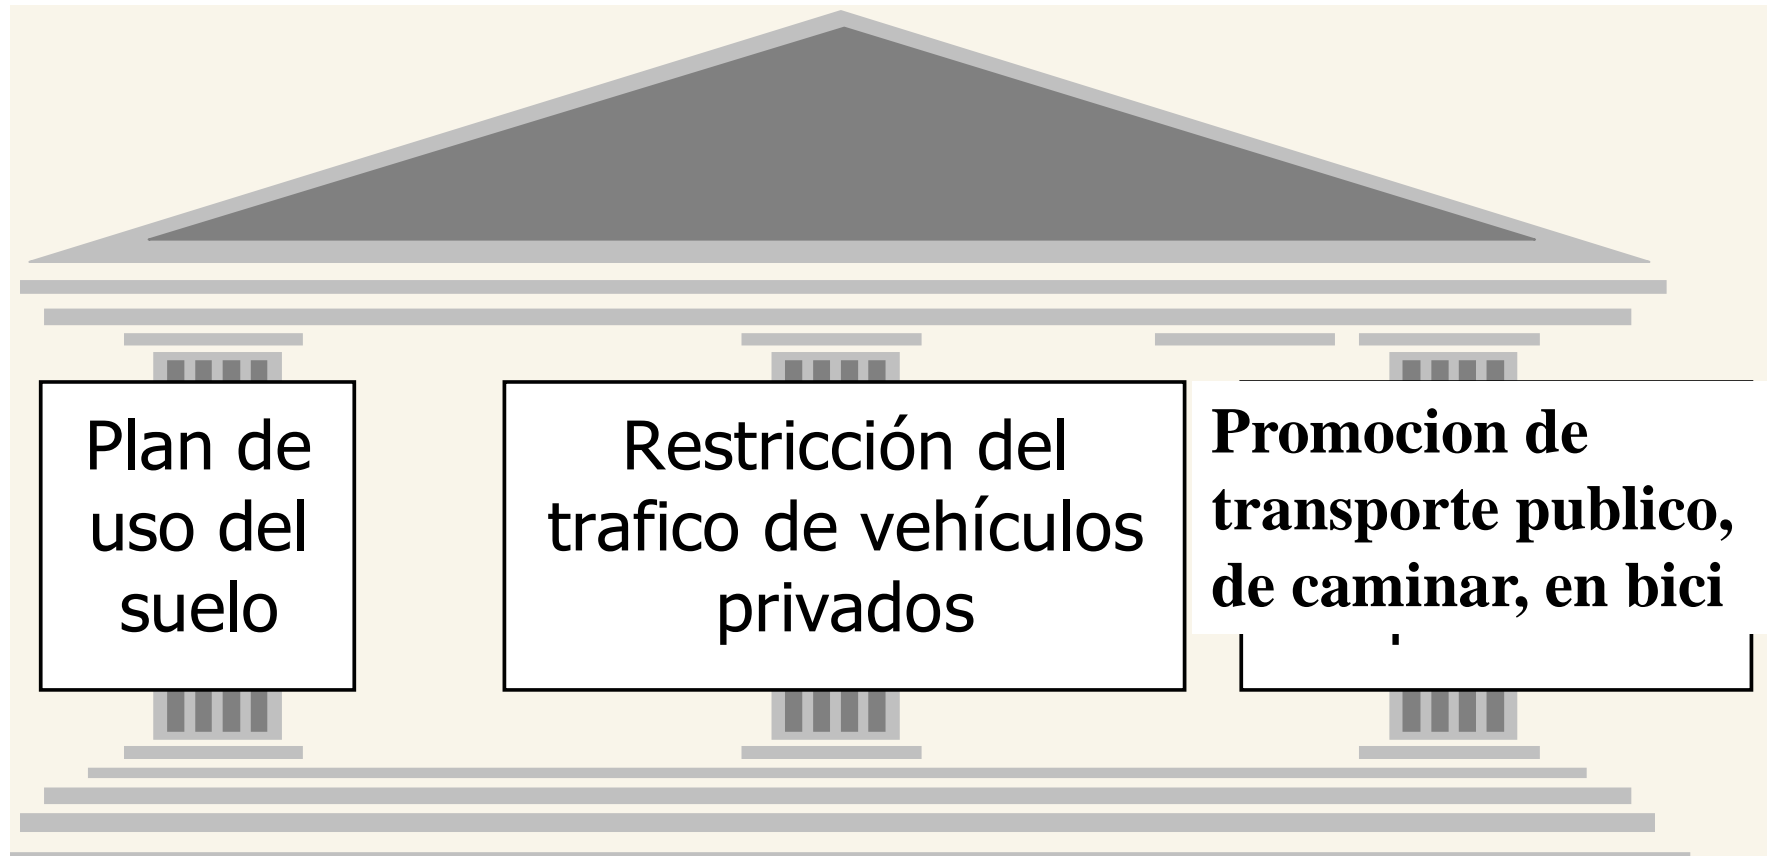 Plan de
uso del
suelo
Restricción del
trafico de vehículos
privados
Promocion de
transporte publico,
de caminar, en bici